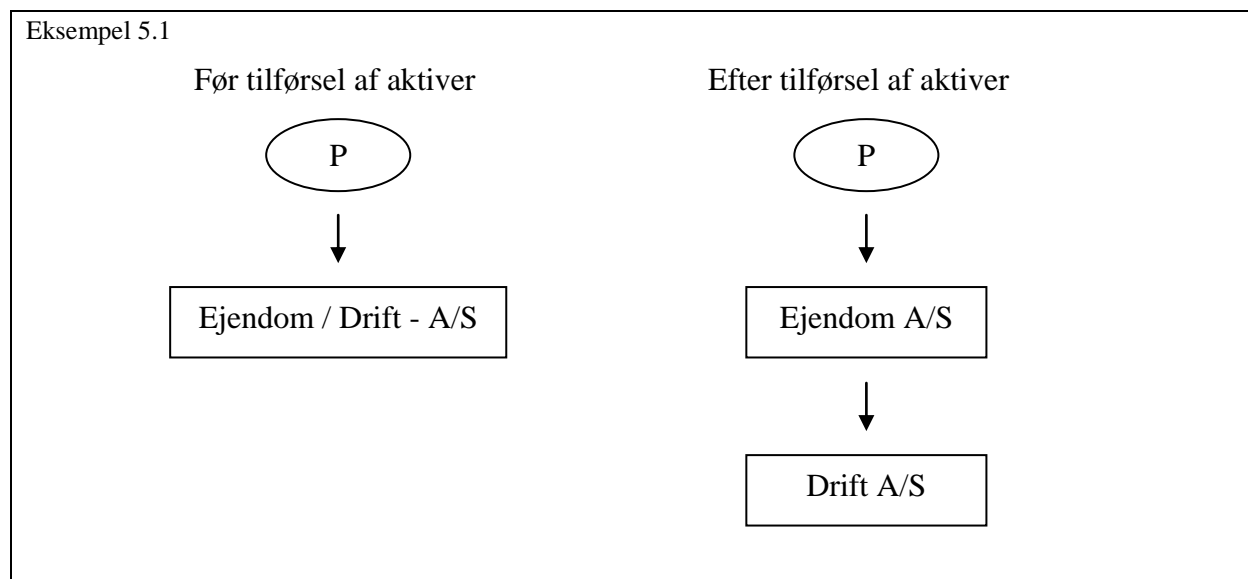 Eksempel 5.1
Før tilførsel af aktiver
Efter tilførsel af aktiver
P
P
Ejendom / Drift - A/S
Ejendom A/S
Drift A/S